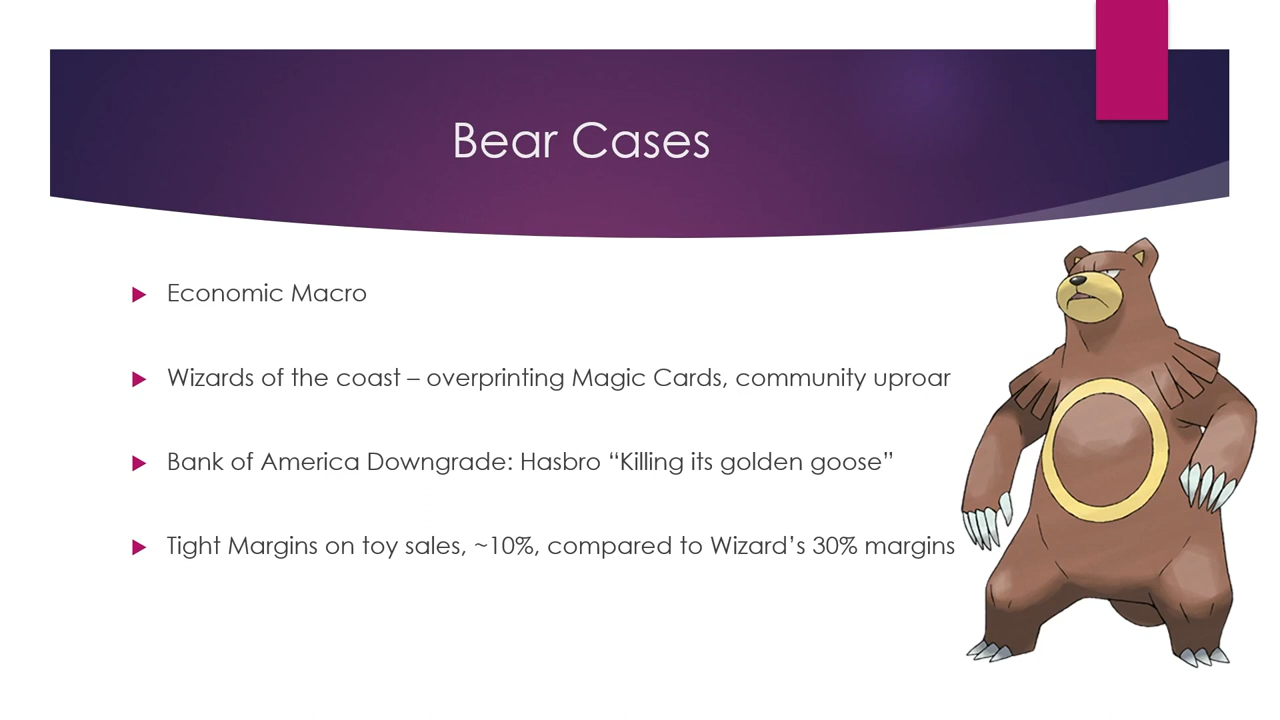 Bear Cases
Economic Macro
Wizards of the coast – overprinting Magic Cards, community uproar
Bank of America Downgrade: Hasbro “Killing its golden goose”
Tight Margins on toy sales, ~10%, compared to Wizard’s 30% margins